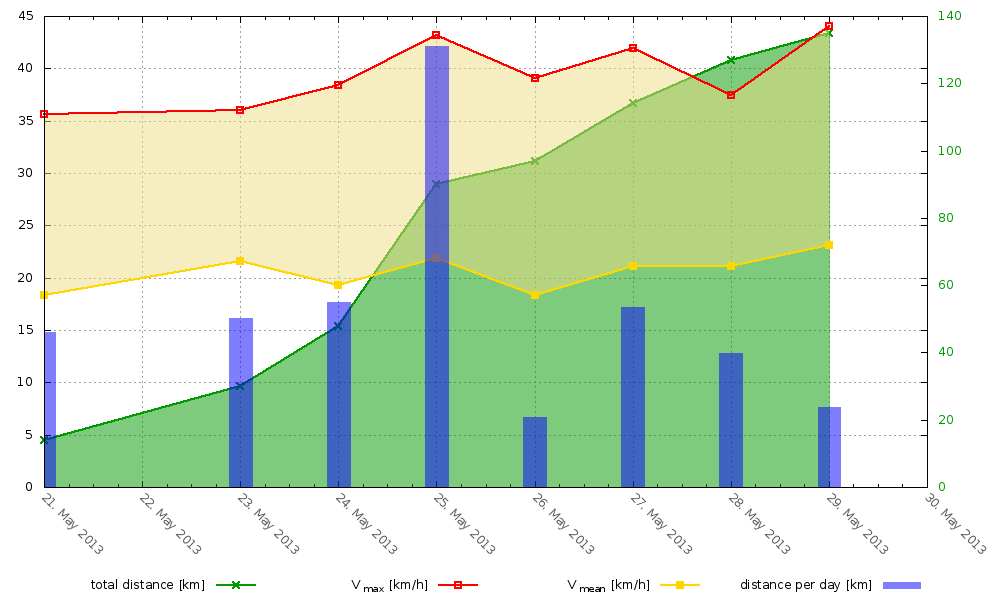 45
40
35
30
25
20
15
10
5
0
140
120
100
80
60
40
20
0
21. May 2013
22. May 2013
23. May 2013
24. May 2013
25. May 2013
26. May 2013
27. May 2013
28. May 2013
29. May 2013
30. May 2013
total distance [km]
V max [km/h]
V mean [km/h]
distance per day [km]